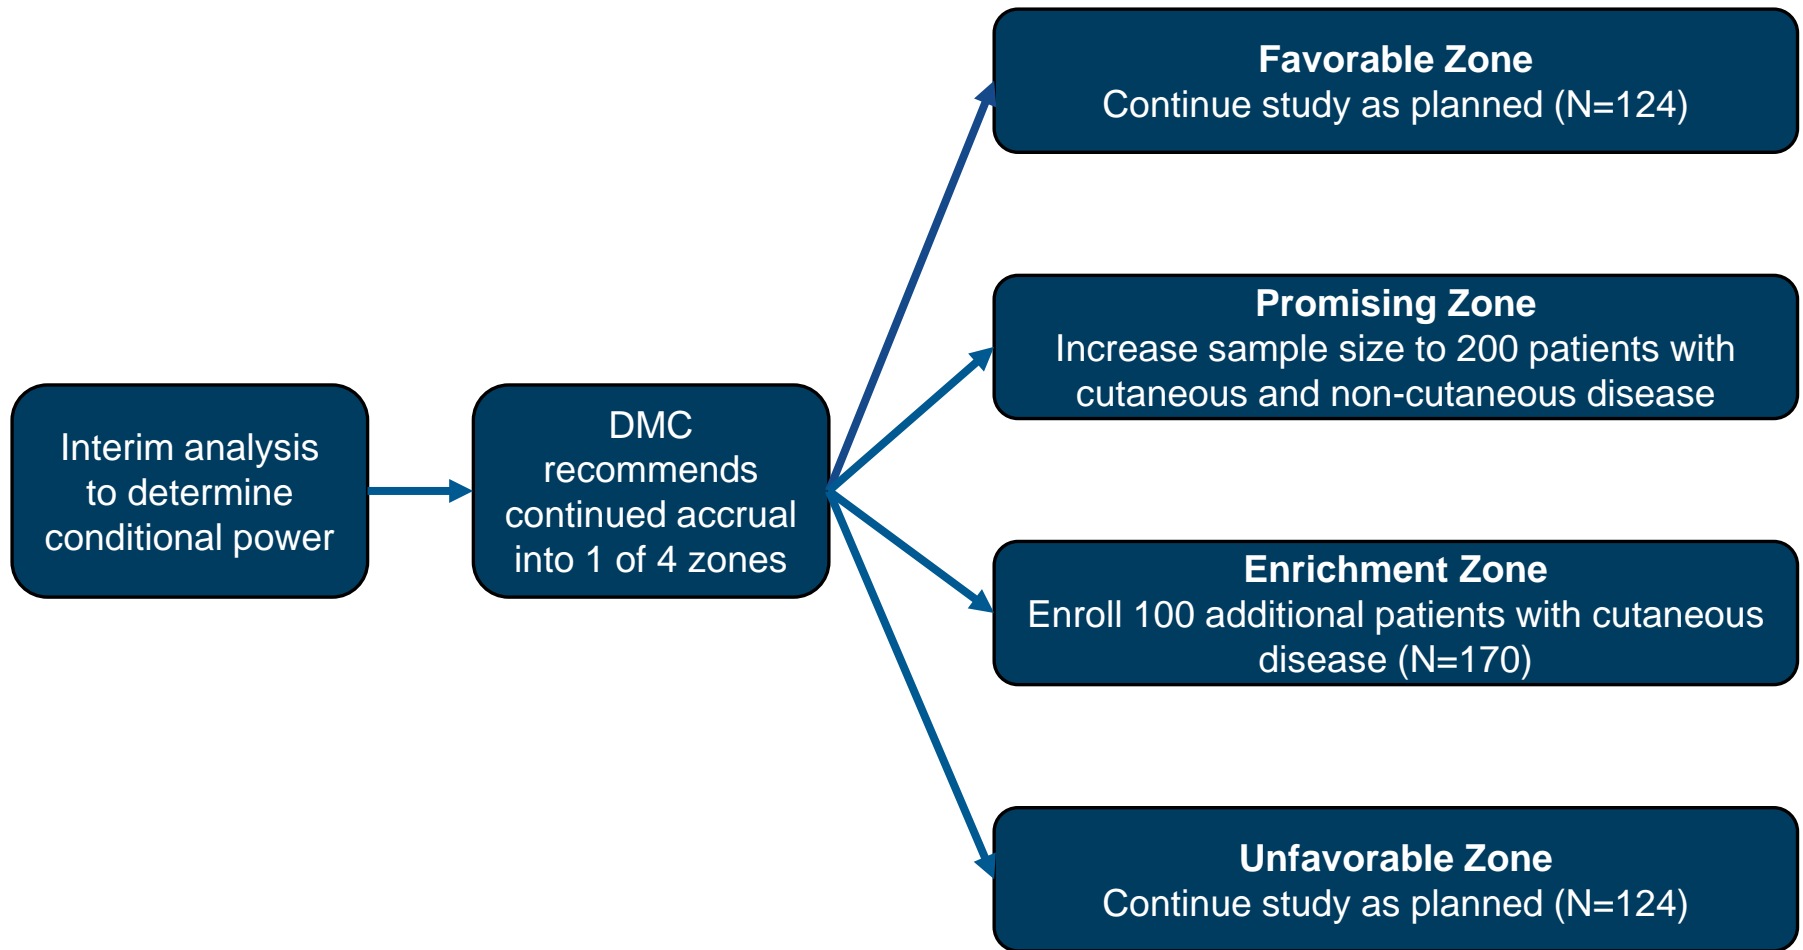 Interim analysis
to determine
conditional power
DMC
recommends
continued accrual
into 1 of 4 zones
Favorable Zone
Continue study as planned (N=124)
Promising Zone
Increase sample size to 200 patients with
cutaneous and non-cutaneous disease
Enrichment Zone
Enroll 100 additional patients with cutaneous
disease (N=170)
Unfavorable Zone
Continue study as planned (N=124)